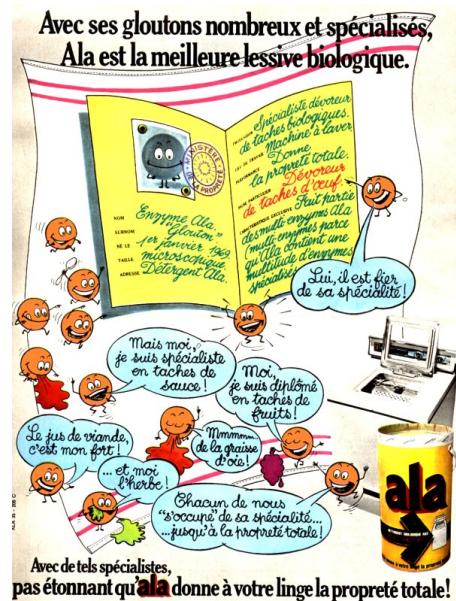 Avec ses gloutons nombreux et spécialisés,
Ala est la meilleure lessive biologique.
MINISTÈRE
PROPRETÉ
NOM Enzyme Ala
SURNOM "Glouton"
NÉ LE 1er janvier 1969
TAILLE microscopique
ADRESSE Détergent Ala.
PROFESSION Spécialiste dévoreur
de taches biologiques.
LIEU DE TRAVAIL Machine à laver.
PERFORMANCE Donne
la propreté totale.
Dévoreur
de taches d'œuf.
CARACTÉRISTIQUE EXCLUSIVE Fait partie
des multi-enzymes Ala
(multi-enzymes parce
qu'Ala contient une
multitude d'enzymes
spécialisés)
Lui, il est fier
de sa spécialité !
Mais moi,
je suis spécialiste
en taches de
sauce !
Moi,
je suis diplômé
en taches de
fruits !
Le jus de viande,
c'est mon fort !
Mmmmm...
de la graisse
d'oie !
... et moi
l'herbe !
Chacun de nous
"s'occupe" de sa spécialité...
...jusqu'à la propreté totale !
ala
Avec de tels spécialistes,
pas étonnant qu'ala donne à votre linge la propreté totale !